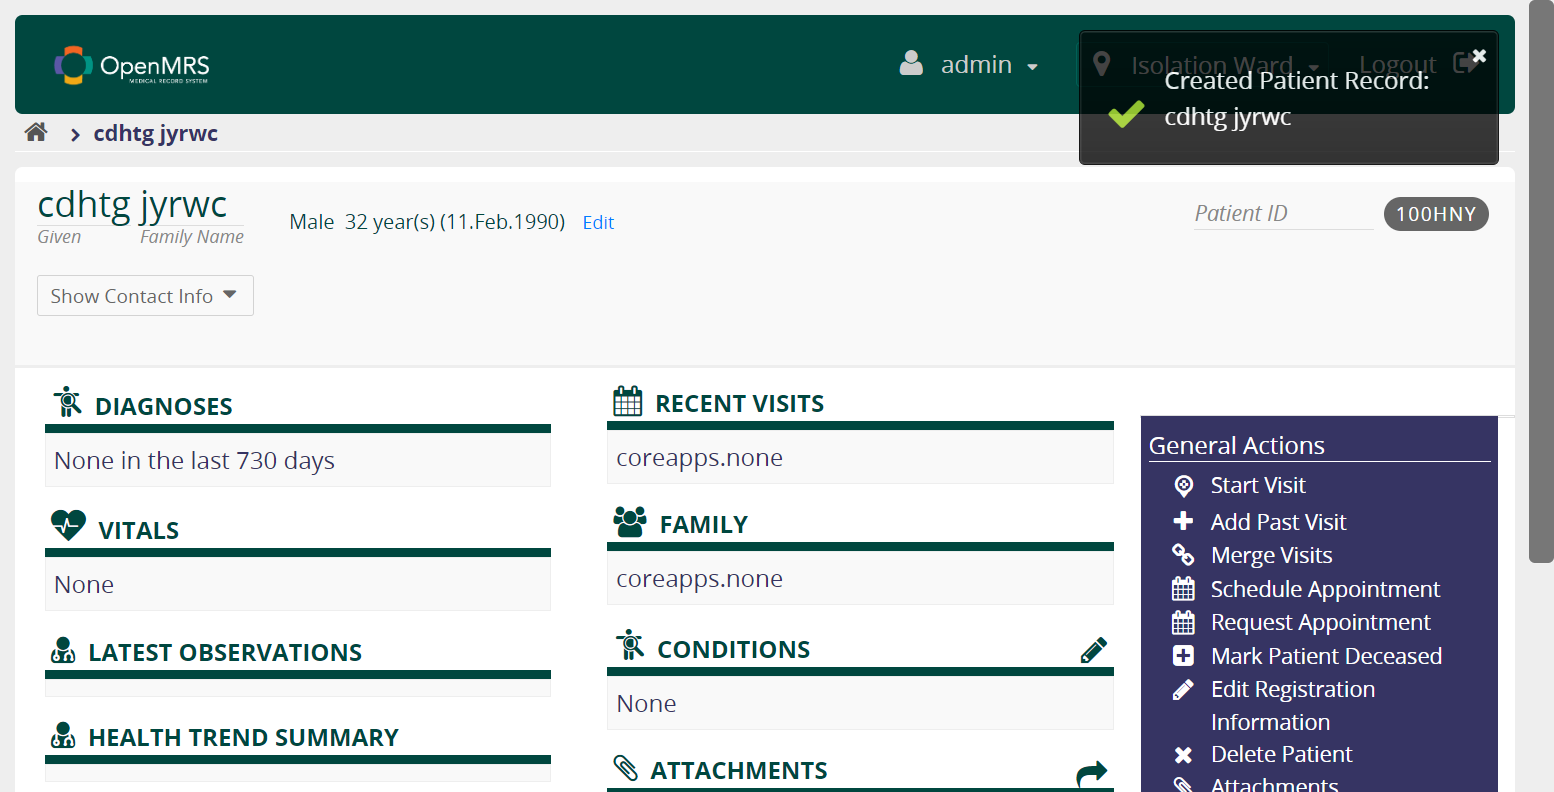 OpenMRS
MEDICAL RECORD SYSTEM
admin
Isolation Ward
Logout
Created Patient Record:
cdhtg jyrwc
cdhtg jyrwc
cdhtg jyrwc
Given Family Name
Male 32 year(s) (11.Feb.1990) Edit
Patient ID 100HNY
Show Contact Info
DIAGNOSES
None in the last 730 days
VITALS
None
LATEST OBSERVATIONS
HEALTH TREND SUMMARY
RECENT VISITS
coreapps.none
FAMILY
coreapps.none
CONDITIONS
None
ATTACHMENTS
General Actions
Start Visit
Add Past Visit
Merge Visits
Schedule Appointment
Request Appointment
Mark Patient Deceased
Edit Registration
Information
Delete Patient
Attachments